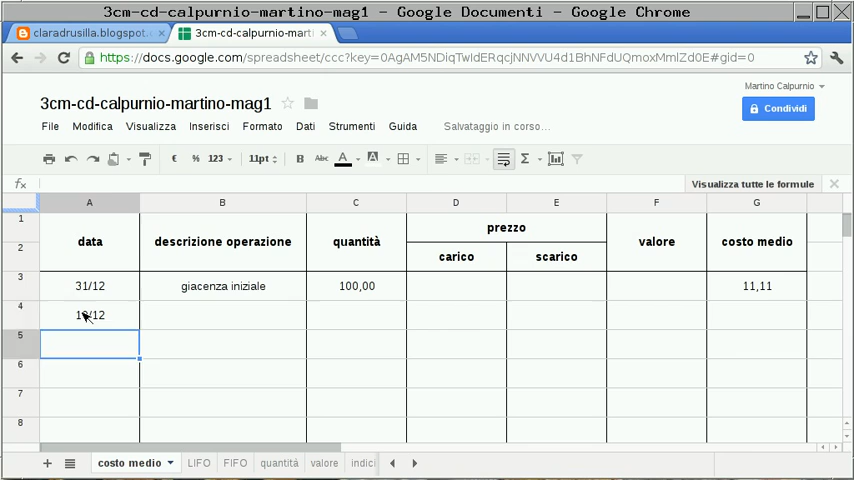 3cm-cd-calpurnio-martino-mag1 - Google Documenti - Google Chrome
claradrusilla.blogspot.c
3cm-cd-calpurnio-marti
https://docs.google.com/spreadsheet/ccc?key=0AgAM5NDiqTwIdERqcjNNVVU4d1BhNFdUQmoxMmlZd0E#gid=0
Martino Calpurnio
3cm-cd-calpurnio-martino-mag1
Condividi
File Modifica Visualizza Inserisci Formato Dati Strumenti Guida Salvataggio in corso...
€ % 123 11pt B Abc A A Σ
fx Visualizza tutte le formule
A B C D E F G
1 data descrizione operazione quantità prezzo valore costo medio
2 carico scarico
3 31/12 giacenza iniziale 100,00 11,11
4
5
6
7
8
costo medio LIFO FIFO quantità valore indici